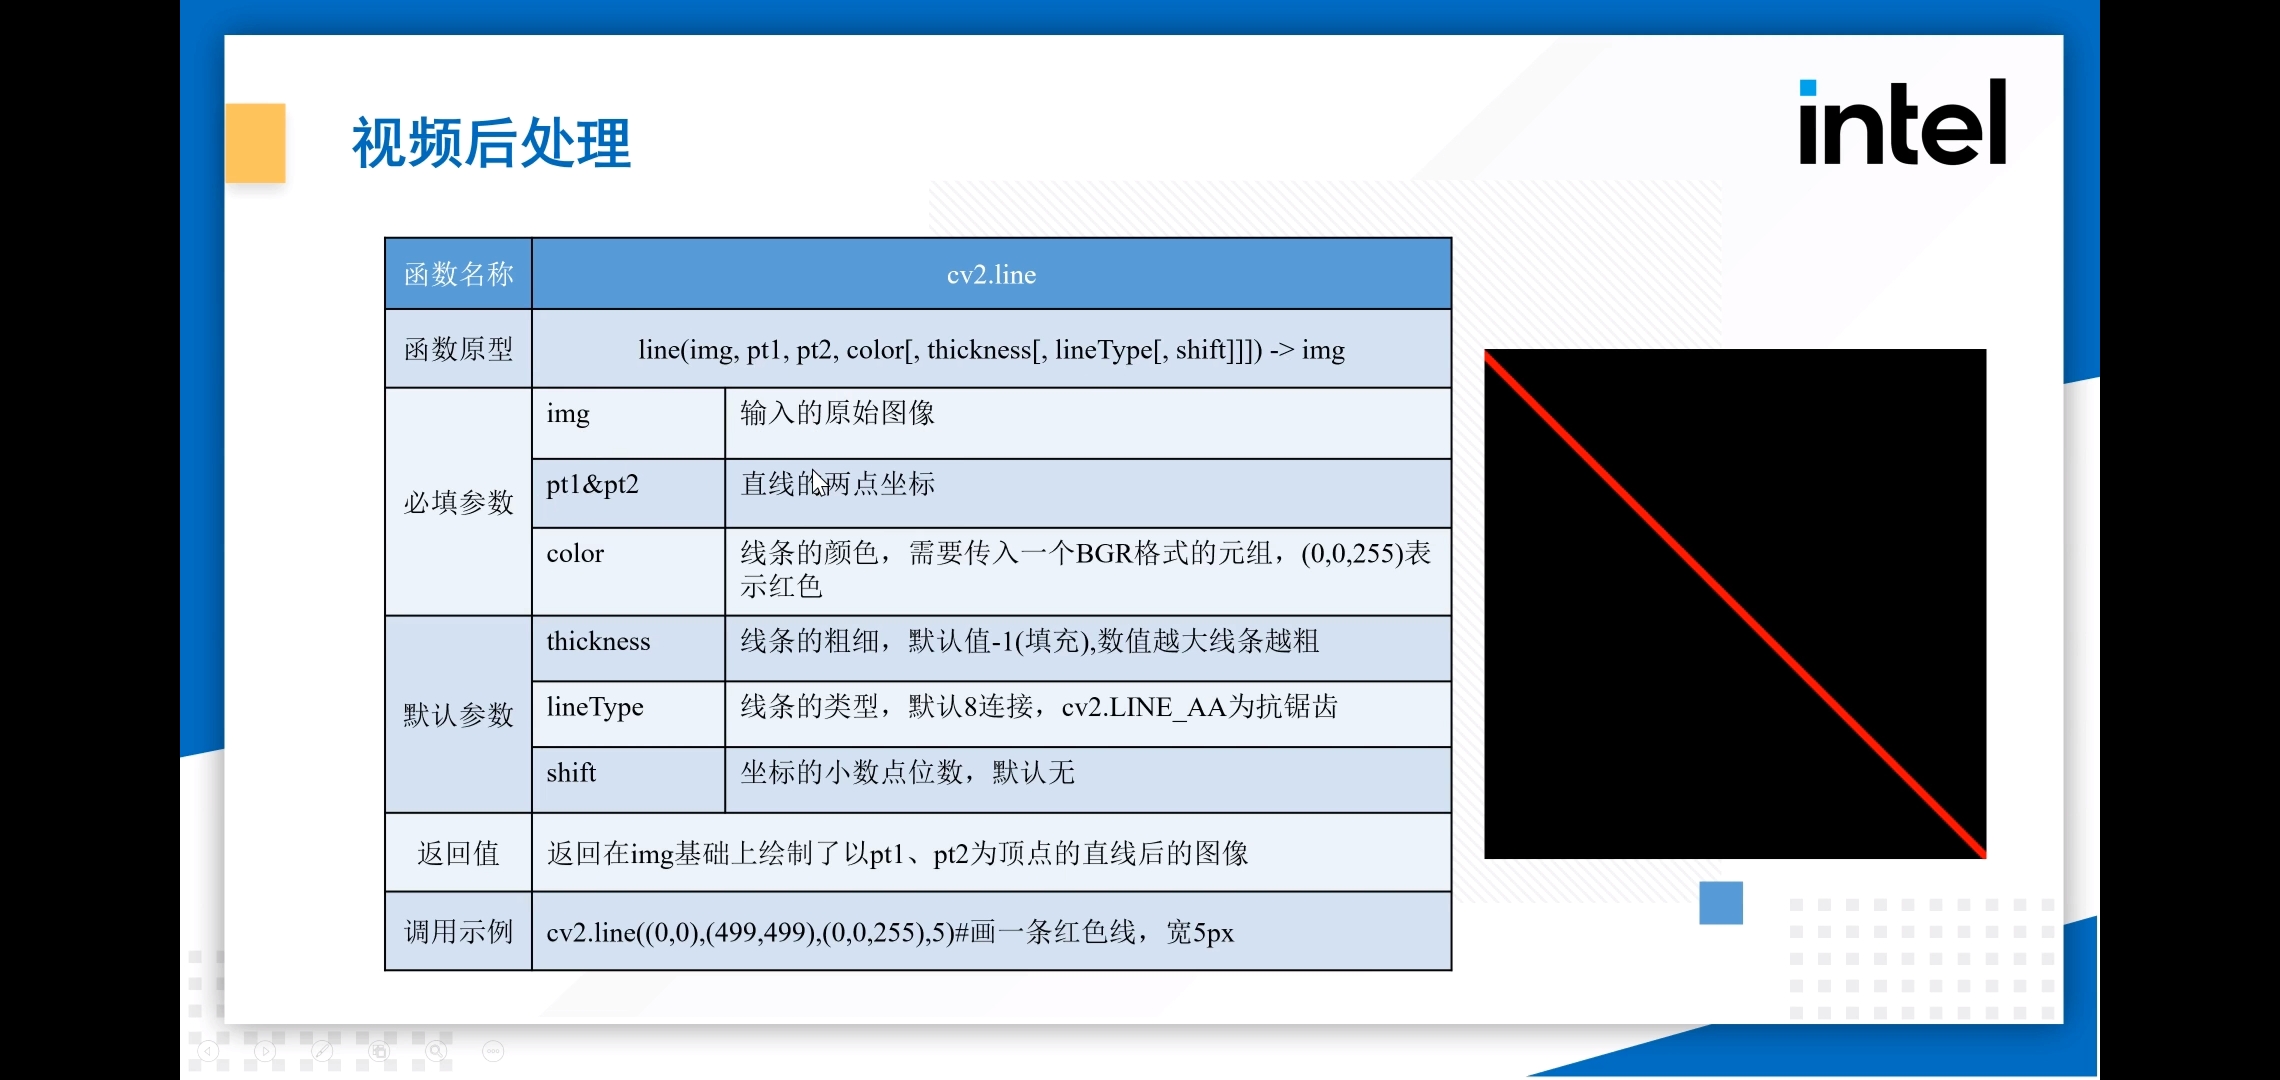 intel
视频后处理
函数名称 cv2.line
函数原型 line(img, pt1, pt2, color[, thickness[, lineType[, shift]]]) -> img
必填参数
img 输入的原始图像
pt1&pt2 直线的两点坐标
color 线条的颜色，需要传入一个BGR格式的元组，(0,0,255)表
示红色
默认参数
thickness 线条的粗细，默认值-1(填充),数值越大线条越粗
lineType 线条的类型，默认8连接，cv2.LINE_AA为抗锯齿
shift 坐标的小数点位数，默认无
返回值 返回在img基础上绘制了以pt1、pt2为顶点的直线后的图像
调用示例 cv2.line((0,0),(499,499),(0,0,255),5)#画一条红色线，宽5px